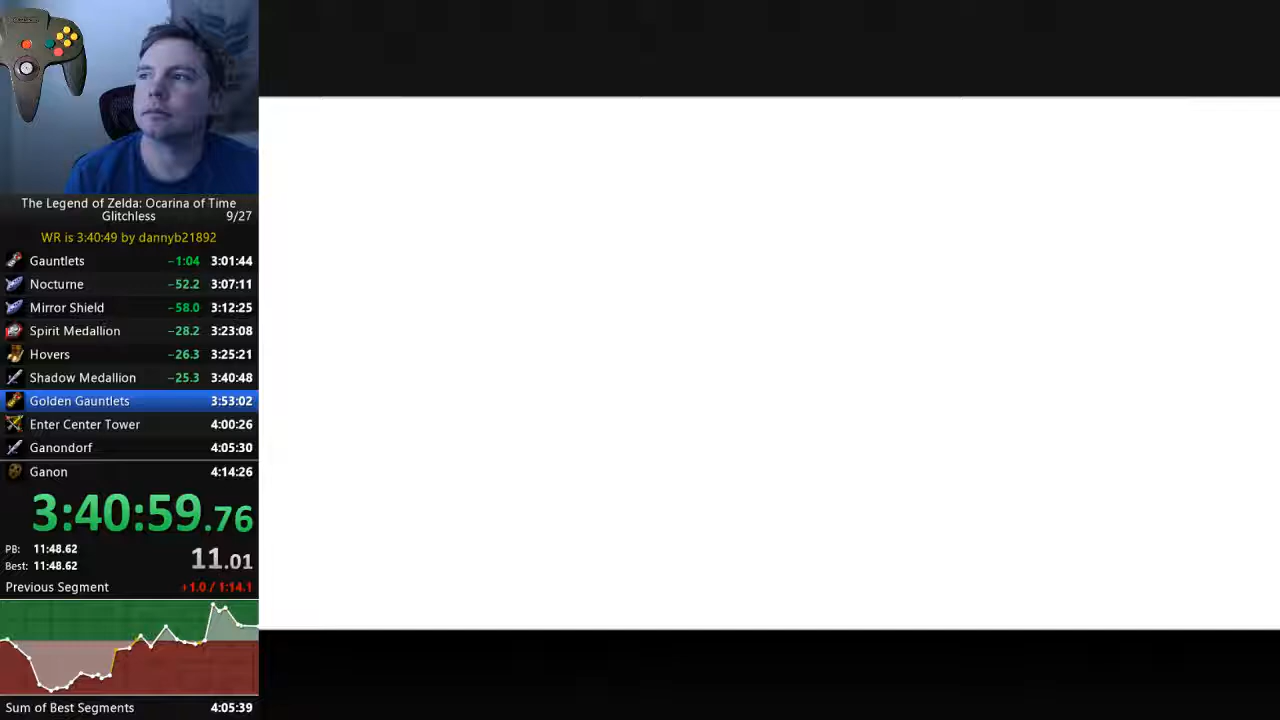 The Legend of Zelda: Ocarina of Time
Glitchless 9/27
WR is 3:40:49 by dannyb21892
Gauntlets -1:04 3:01:44
Nocturne -52.2 3:07:11
Mirror Shield -58.0 3:12:25
Spirit Medallion -28.2 3:23:08
Hovers -26.3 3:25:21
Shadow Medallion -25.3 3:40:48
Golden Gauntlets 3:53:02
Enter Center Tower 4:00:26
Ganondorf 4:05:30
Ganon 4:14:26
3:40:59.76
PB: 11:48.62
11.01
Best: 11:48.62
Previous Segment +1.0 / 1:14.1
Sum of Best Segments 4:05:39